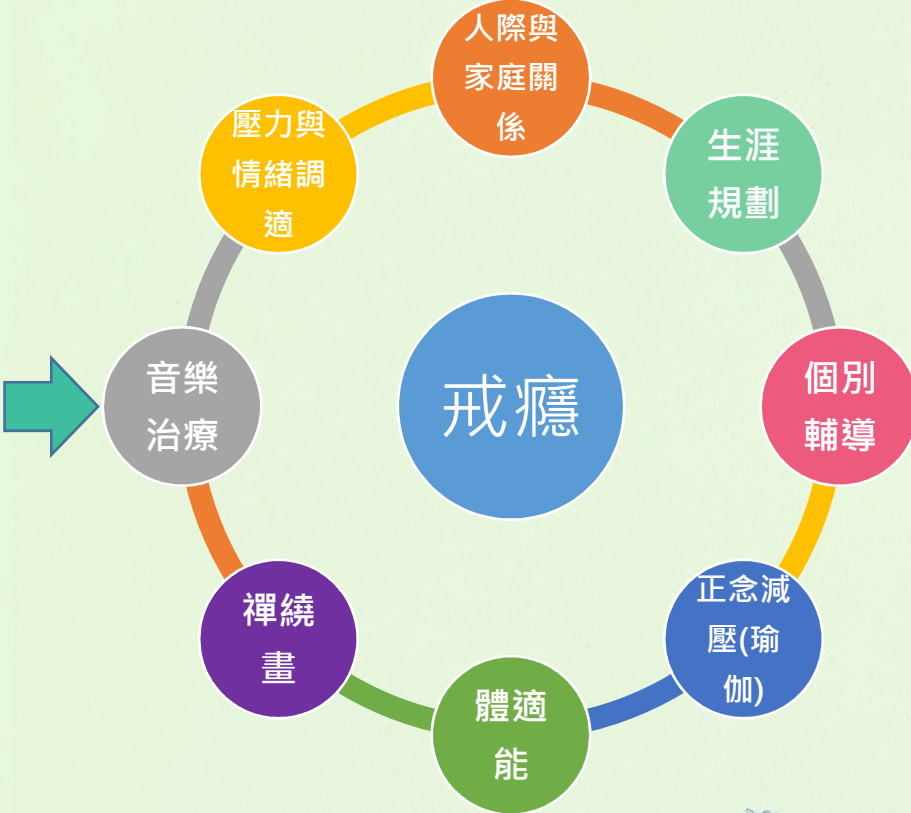 人際與
家庭關
係
壓力與
情緒調
適
生涯
規劃
音樂
治療
戒癮
個別
輔導
禪繞
畫
正念減
壓(瑜
伽)
體適
能